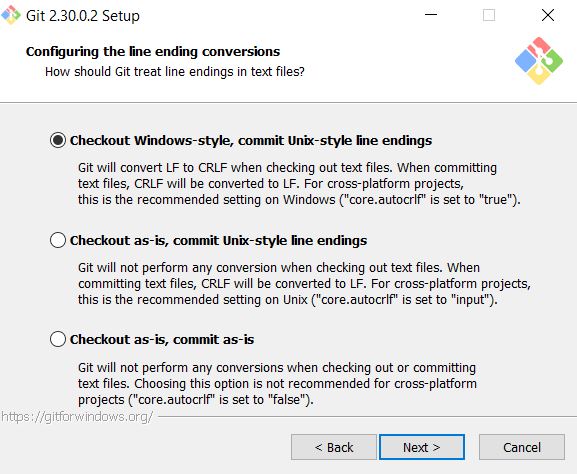 Git 2.30.0.2 Setup
Configuring the line ending conversions
How should Git treat line endings in text files?
Checkout Windows-style, commit Unix-style line endings
Git will convert LF to CRLF when checking out text files. When committing
text files, CRLF will be converted to LF. For cross-platform projects,
this is the recommended setting on Windows ("core.autocrlf" is set to "true").
Checkout as-is, commit Unix-style line endings
Git will not perform any conversion when checking out text files. When
committing text files, CRLF will be converted to LF. For cross-platform projects,
this is the recommended setting on Unix ("core.autocrlf" is set to "input").
Checkout as-is, commit as-is
Git will not perform any conversions when checking out or committing
text files. Choosing this option is not recommended for cross-platform
projects ("core.autocrlf" is set to "false").
https://gitforwindows.org/
< Back Next > Cancel